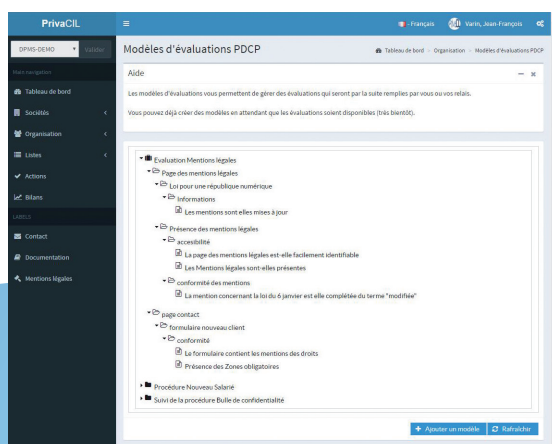 PrivaCIL
- Français
Varin, Jean-François
DPMS-DEMO
Valider
Modèles d'évaluations PDCP
Tableau de bord
Organisation
Modèles d'évaluations PDCP
Main navigation
Tableau de bord
Sociétés
Organisation
Listes
Actions
Bilans
LABELS
Contact
Documentation
Mentions légales
Aide
Les modèles d'évaluations vous permettent de gérer des évaluations qui seront par la suite remplies par vous ou vos relais.
Vous pouvez déjà créer des modèles en attendant que les évaluations soient disponibles (très bientôt).
Evaluation Mentions légales
Page des mentions légales
Loi pour une république numérique
Informations
Les mentions sont elles mises à jour
Présence des mentions légales
accesibilité
La page des mentions légales est-elle facilement identifiable
Les Mentions légales sont-elles présentes
conformité des mentions
La mention concernant la loi du 6 janvier est elle complétée du terme "modifiée"
page contact
formulaire nouveau client
conformité
Le formulaire contient les mentions des droits
Présence des Zones obligatoires
Procédure Nouveau Salarié
Suivi de la procédure Bulle de confidentialité
Ajouter un modèle
Rafraîchir